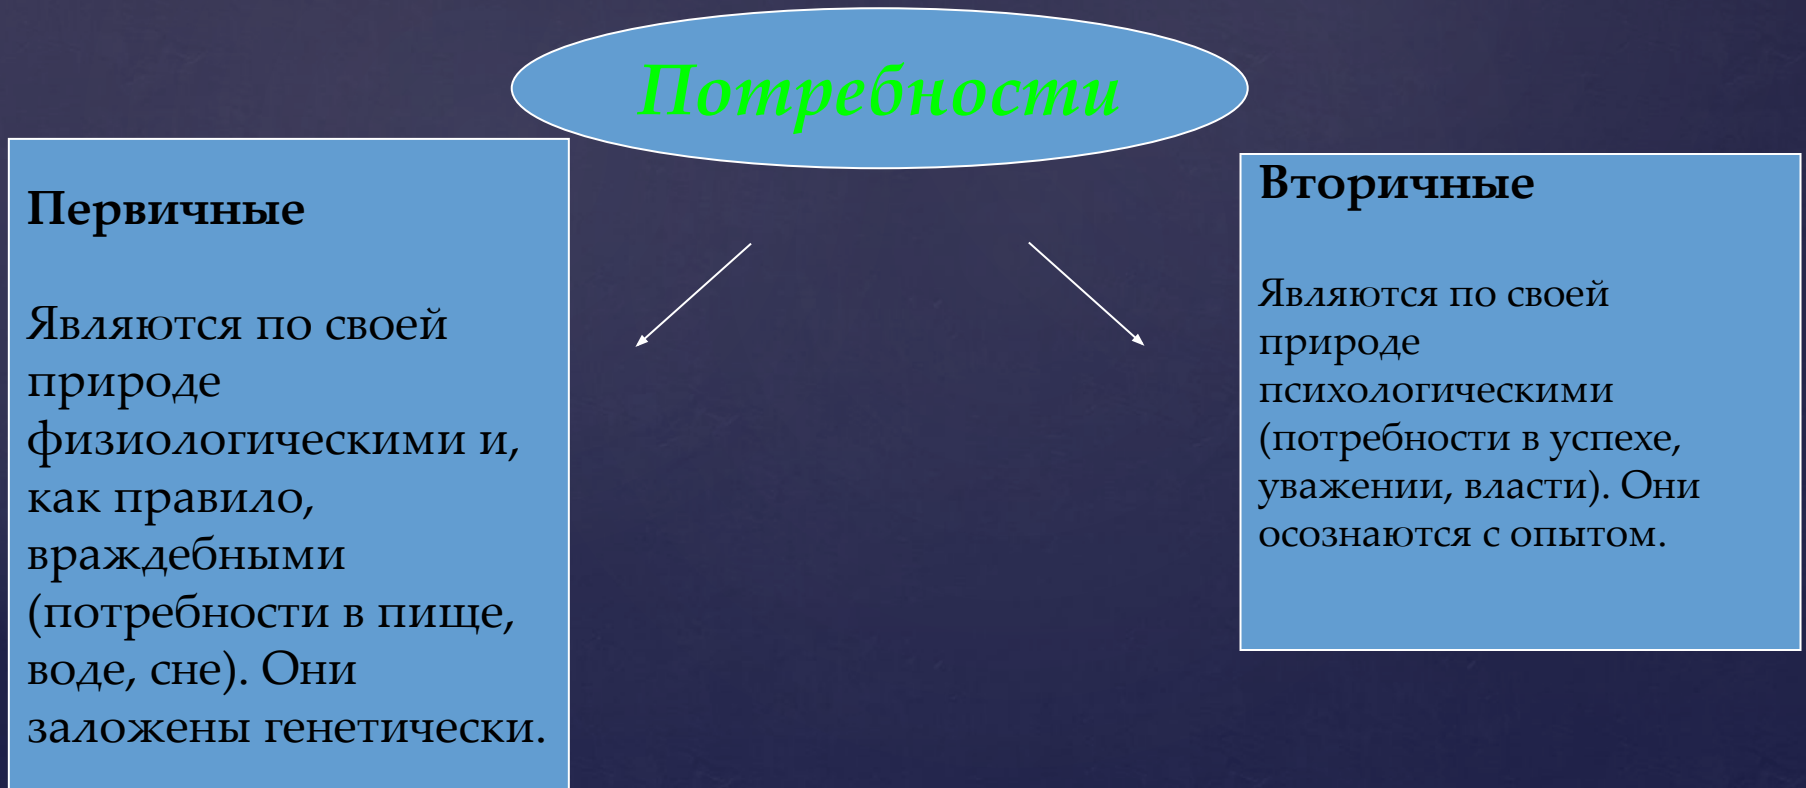 Потребности
Первичные
Являются по своей
природе
физиологическими и,
как правило,
враждебными
(потребности в пище,
воде, сне). Они
заложены генетически.
Вторичные
Являются по своей
природе
психологическими
(потребности в успехе,
уважении, власти). Они
осознаются с опытом.